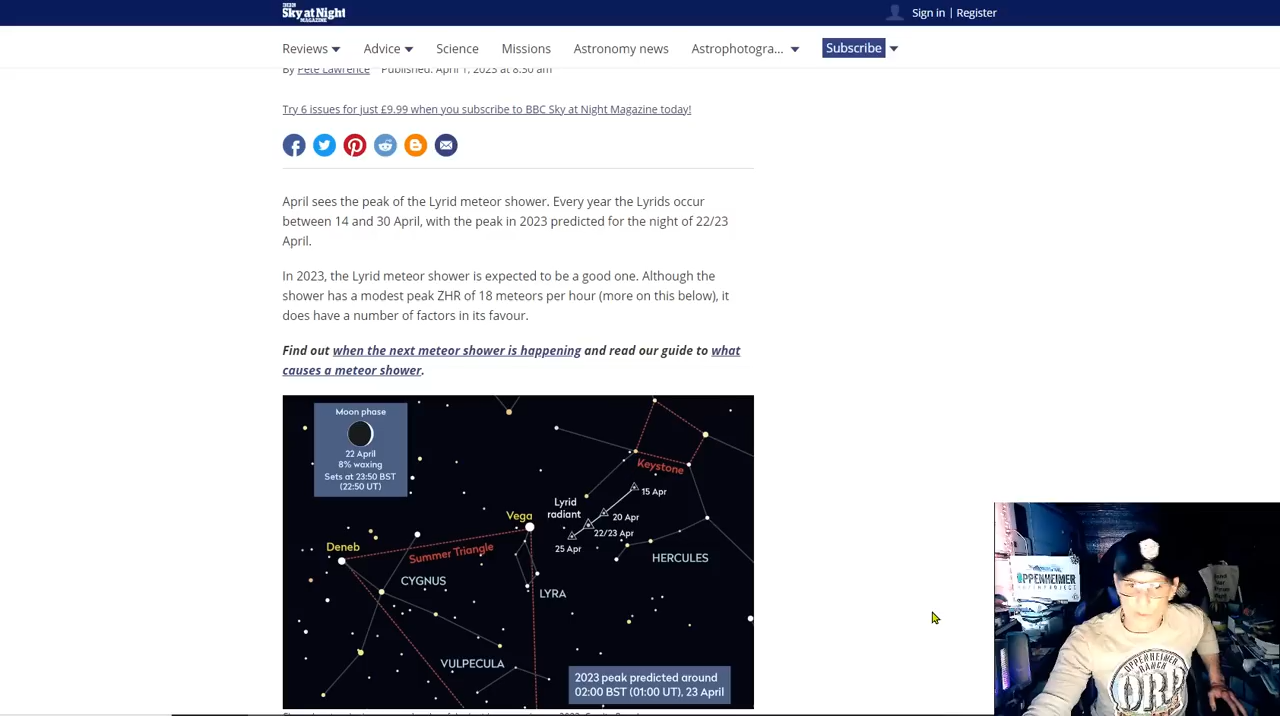 BBC
Sky at Night
MAGAZINE
Sign in | Register
Reviews
Advice
Science
Missions
Astronomy news
Astrophotogra...
Subscribe
By Pete Lawrence Published: April 1, 2023 at 8:30 am
Try 6 issues for just £9.99 when you subscribe to BBC Sky at Night Magazine today!
April sees the peak of the Lyrid meteor shower. Every year the Lyrids occur
between 14 and 30 April, with the peak in 2023 predicted for the night of 22/23
April.
In 2023, the Lyrid meteor shower is expected to be a good one. Although the
shower has a modest peak ZHR of 18 meteors per hour (more on this below), it
does have a number of factors in its favour.
Find out when the next meteor shower is happening and read our guide to what
causes a meteor shower.
Moon phase
22 April
8% waxing
Sets at 23:50 BST
(22:50 UT)
Keystone
Lyrid
radiant
15 Apr
20 Apr
22/23 Apr
25 Apr
Vega
Deneb
Summer Triangle
HERCULES
CYGNUS
LYRA
VULPECULA
2023 peak predicted around
02:00 BST (01:00 UT), 23 April
PPENHEIMER
OPPENHEIMER
RANCH